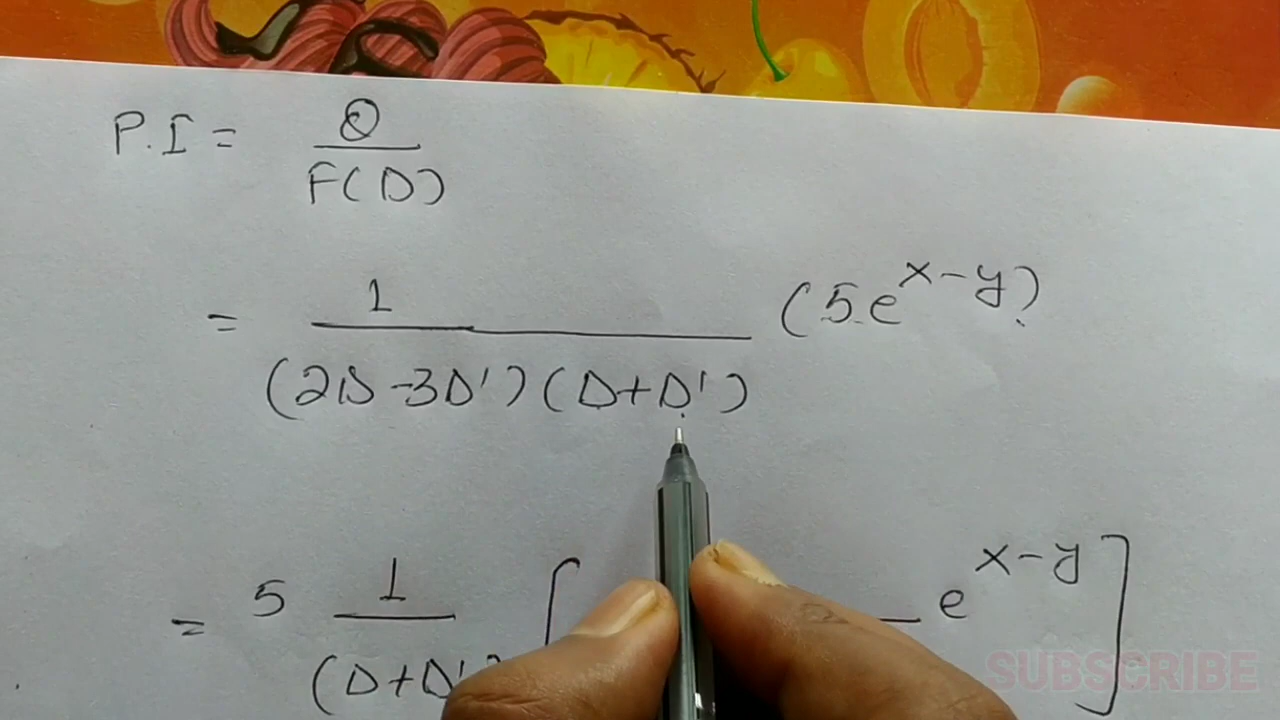 P.I = Q / F(D)
= 1 / (2D - 3D')(D + D') (5e^{x-y})
= 5 1 / (D + D') [ e^{x-y} ]
SUBSCRIBE